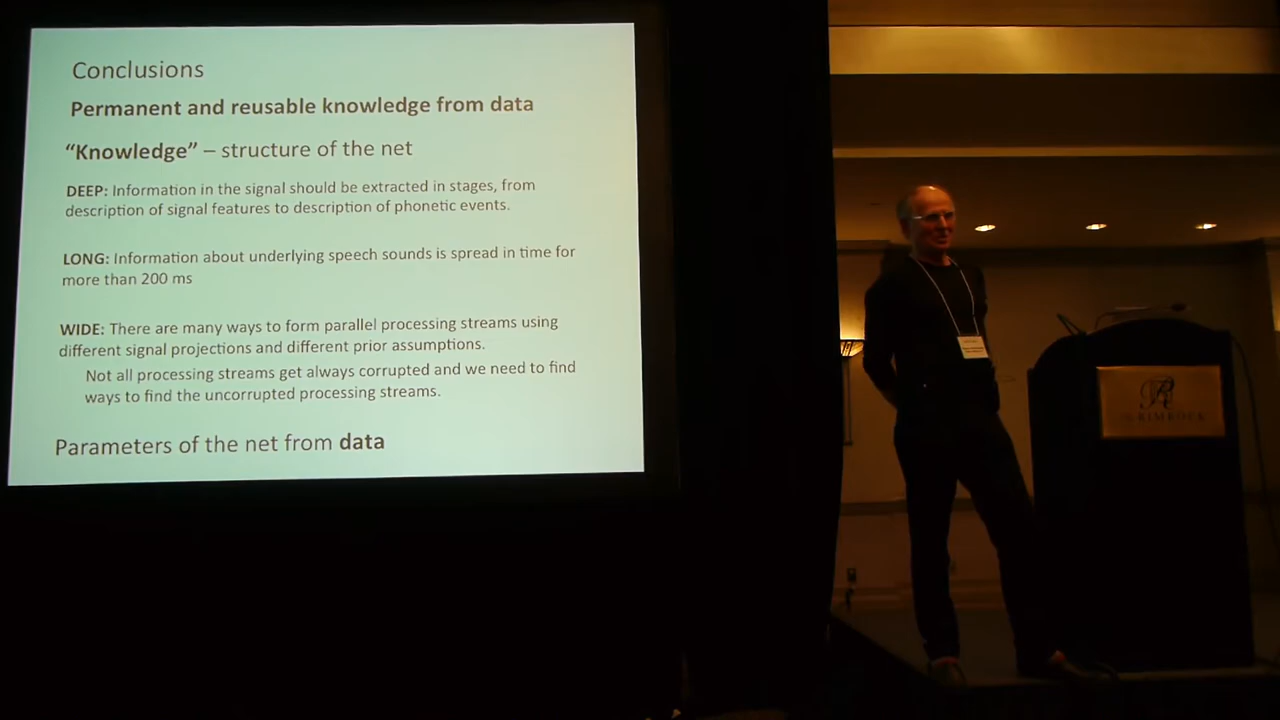 Conclusions
Permanent and reusable knowledge from data
“Knowledge” – structure of the net
DEEP: Information in the signal should be extracted in stages, from
description of signal features to description of phonetic events.
LONG: Information about underlying speech sounds is spread in time for
more than 200 ms
WIDE: There are many ways to form parallel processing streams using
different signal projections and different prior assumptions.
Not all processing streams get always corrupted and we need to find
ways to find the uncorrupted processing streams.
Parameters of the net from data
RIMROCK